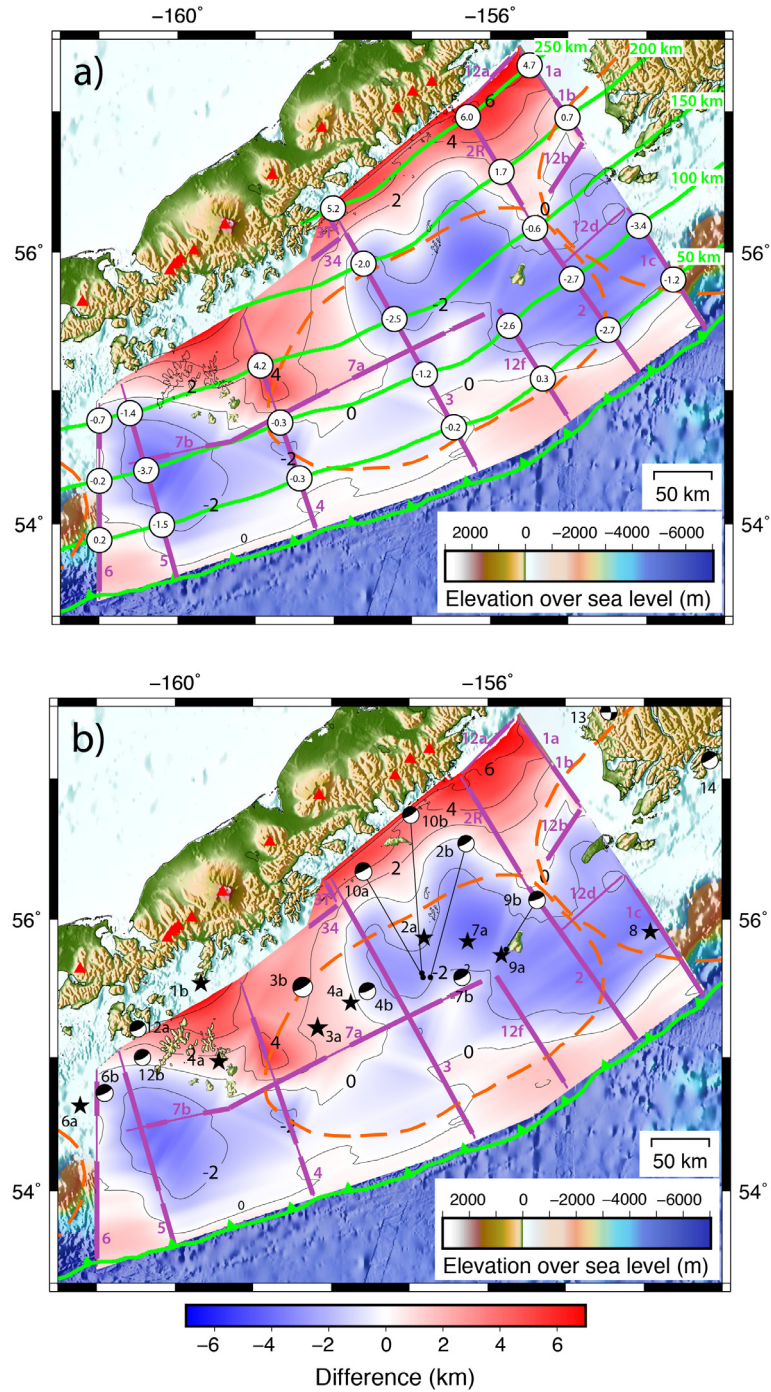 −160°
−156°
a)
250 km
200 km
12a
1a
4.7
6
1b
150 km
6.0
0.7
4
2R
12b
1.7
100 km
2
5.2
0
-0.6
12d
-3.4
56°
34
-2.0
50 km
1c
-2.7
-1.2
-2
-2.5
-2.6
2
-2.7
7a
12f
4.2
4
-1.2
0
2
0.3
-0.7
-1.4
0
3
-0.3
-0.2
7b
-2
-3.7
-0.2
-0.3
50 km
-2
4
-1.5
54°
0.2
0
6
5
2000 0 −2000 −4000 −6000
Elevation over sea level (m)
−160°
−156°
b)
13
12a
1a
6
1b
14
4
10b
2R
12b
2b
2
10a
0
9b
12d
56°
34
2a
7a
1c
8
9a
1b
3b
-2
7b
4a
4b
2
12a
3a
7a
12f
4
0
12b
6b
0
3
7b
6a
50 km
-2
4
54°
0
6
5
2000 0 −2000 −4000 −6000
Elevation over sea level (m)
−6 −4 −2 0 2 4 6
Difference (km)